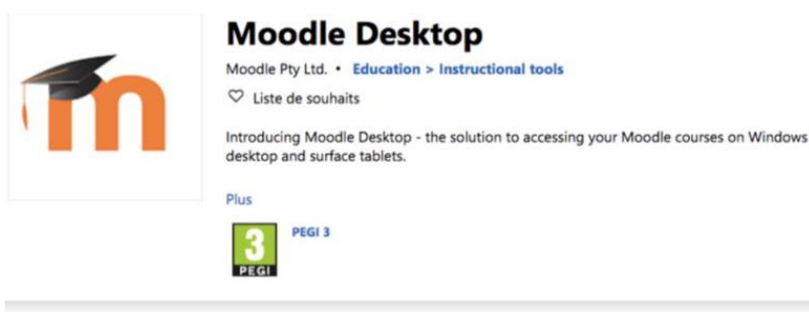 Moodle Desktop
Moodle Pty Ltd. • Education > Instructional tools
♡ Liste de souhaits
Introducing Moodle Desktop - the solution to accessing your Moodle courses on Windows
desktop and surface tablets.
Plus
m
3
PEGI
PEGI 3